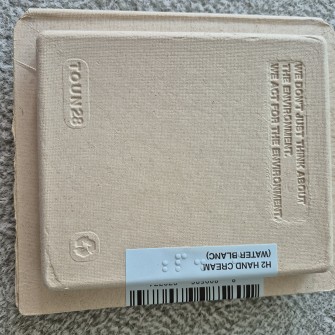 TOUN28
(WE DON'T JUST THINK ABOUT
THE ENVIRONMENT.
WE ACT FOR THE ENVIRONMENT.)
H2 HAND CREAM,
(WATER BLANC)